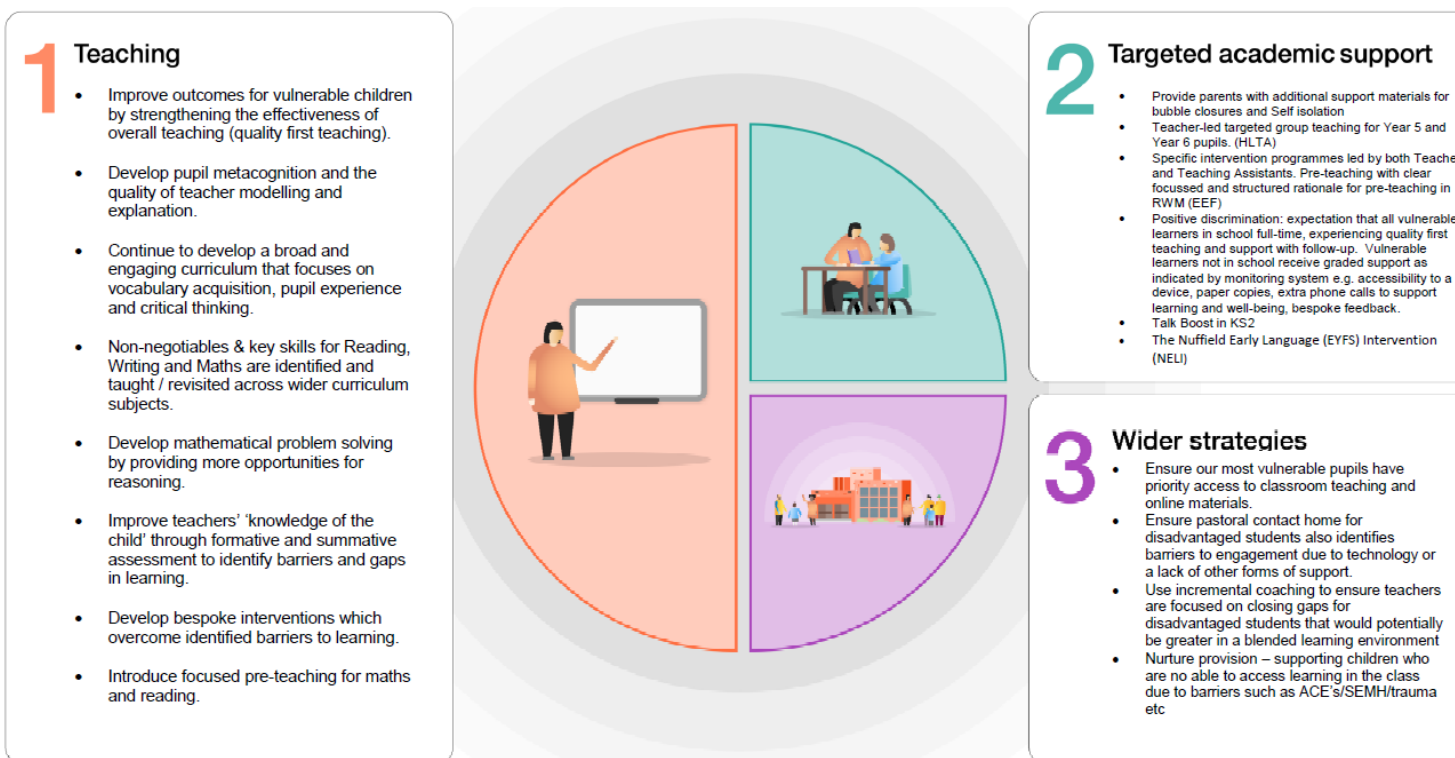 1 Teaching
• Improve outcomes for vulnerable children
by strengthening the effectiveness of
overall teaching (quality first teaching).
• Develop pupil metacognition and the
quality of teacher modelling and
explanation.
• Continue to develop a broad and
engaging curriculum that focuses on
vocabulary acquisition, pupil experience
and critical thinking.
• Non-negotiables & key skills for Reading,
Writing and Maths are identified and
taught / revisited across wider curriculum
subjects.
• Develop mathematical problem solving
by providing more opportunities for
reasoning.
• Improve teachers' 'knowledge of the
child' through formative and summative
assessment to identify barriers and gaps
in learning.
• Develop bespoke interventions which
overcome identified barriers to learning.
• Introduce focused pre-teaching for maths
and reading.
2 Targeted academic support
• Provide parents with additional support materials for
bubble closures and Self isolation
• Teacher-led targeted group teaching for Year 5 and
Year 6 pupils. (HLTA)
• Specific intervention programmes led by both Teache
and Teaching Assistants. Pre-teaching with clear
focussed and structured rationale for pre-teaching in
RWM (EEF)
• Positive discrimination: expectation that all vulnerable
learners in school full-time, experiencing quality first
teaching and support with follow-up. Vulnerable
learners not in school receive graded support as
indicated by monitoring system e.g. accessibility to a
device, paper copies, extra phone calls to support
learning and well-being, bespoke feedback.
• Talk Boost in KS2
• The Nuffield Early Language (EYFS) Intervention
(NELI)
3 Wider strategies
• Ensure our most vulnerable pupils have
priority access to classroom teaching and
online materials.
• Ensure pastoral contact home for
disadvantaged students also identifies
barriers to engagement due to technology or
a lack of other forms of support.
• Use incremental coaching to ensure teachers
are focused on closing gaps for
disadvantaged students that would potentially
be greater in a blended learning environment
• Nurture provision – supporting children who
are no able to access learning in the class
due to barriers such as ACE's/SEMH/trauma
etc